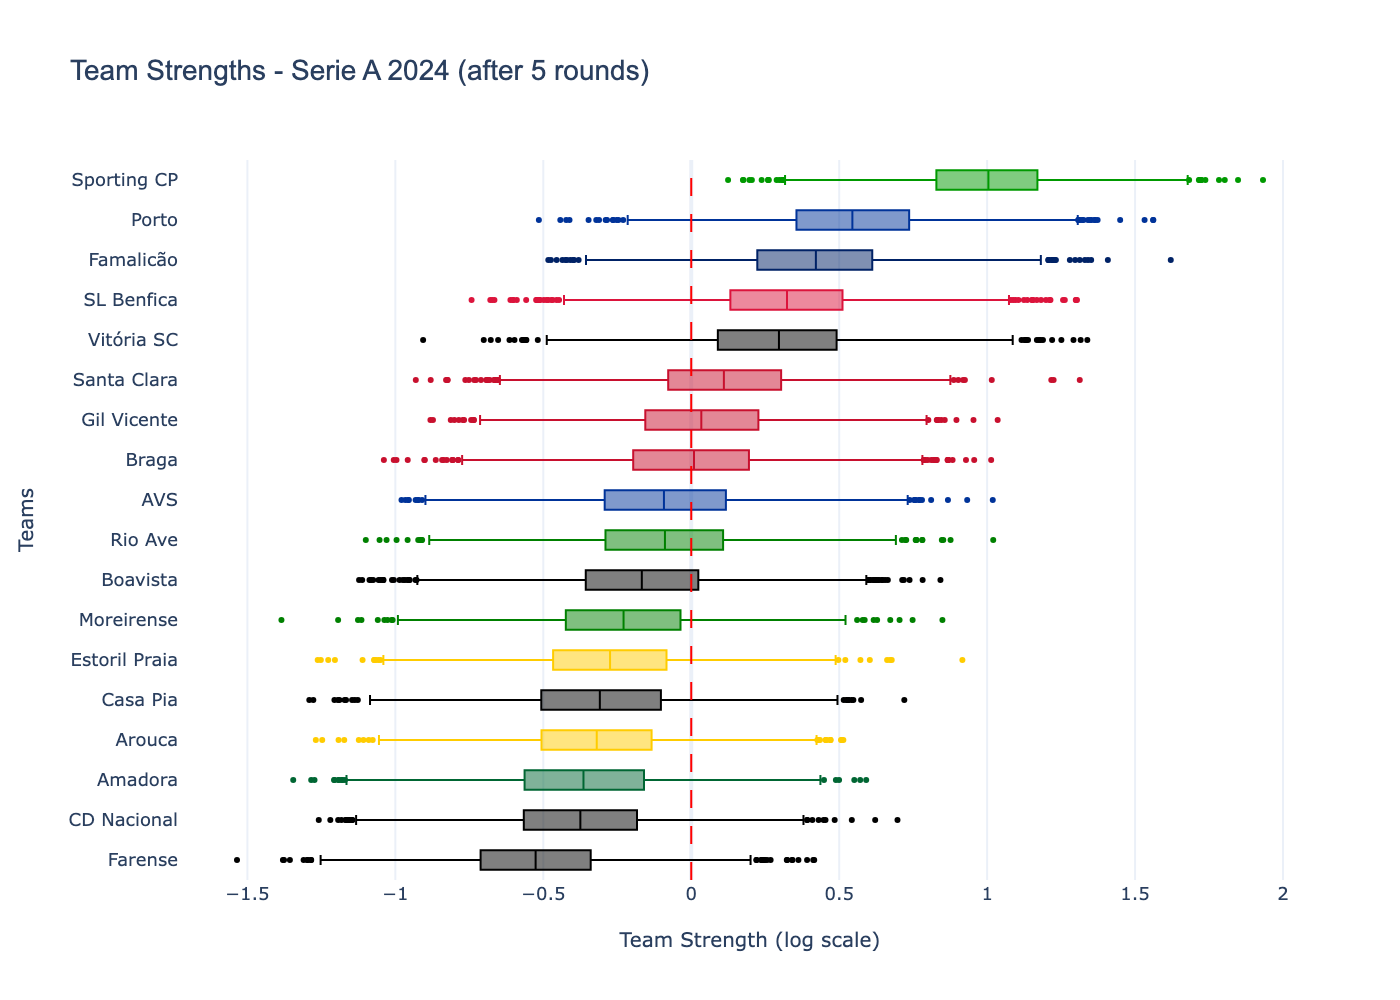 Team Strengths - Serie A 2024 (after 5 rounds)
Sporting CP
Porto
Famalicão
SL Benfica
Vitória SC
Santa Clara
Gil Vicente
Braga
AVS
Rio Ave
Boavista
Moreirense
Estoril Praia
Casa Pia
Arouca
Amadora
CD Nacional
Farense
Teams
−1.5 −1 −0.5 0 0.5 1 1.5 2
Team Strength (log scale)